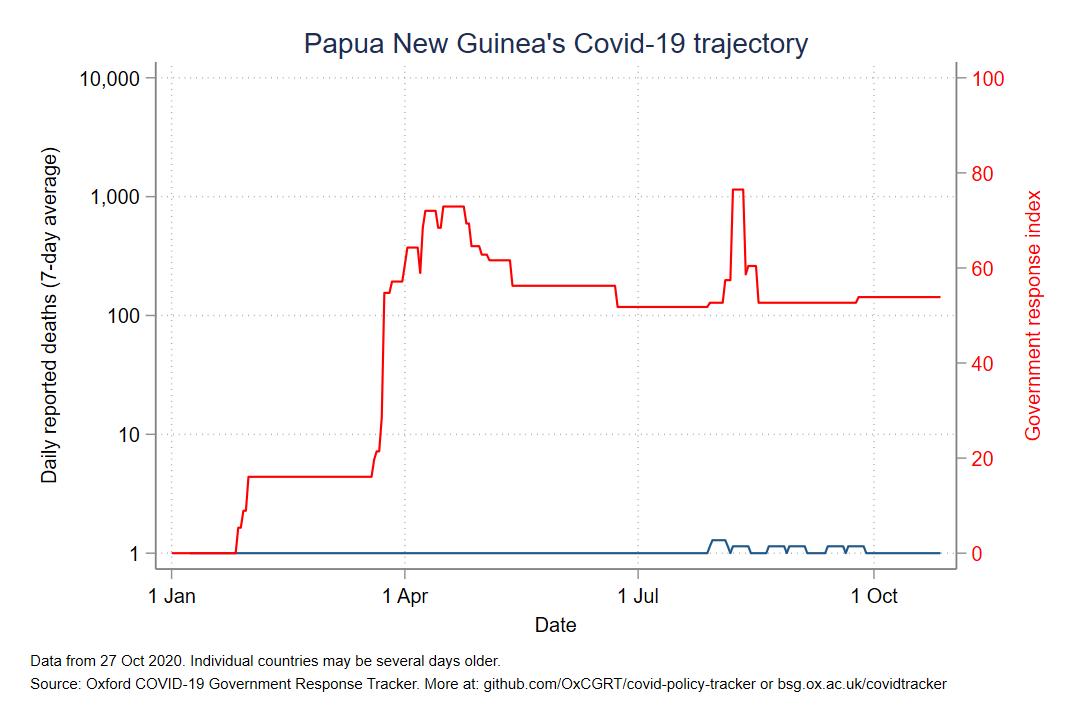 Papua New Guinea's Covid-19 trajectory
10,000
1,000
100
10
1
Daily reported deaths (7-day average)
100
80
60
40
20
0
Government response index
1 Jan
1 Apr
1 Jul
1 Oct
Date
Data from 27 Oct 2020. Individual countries may be several days older.
Source: Oxford COVID-19 Government Response Tracker. More at: github.com/OxCGRT/covid-policy-tracker or bsg.ox.ac.uk/covidtracker